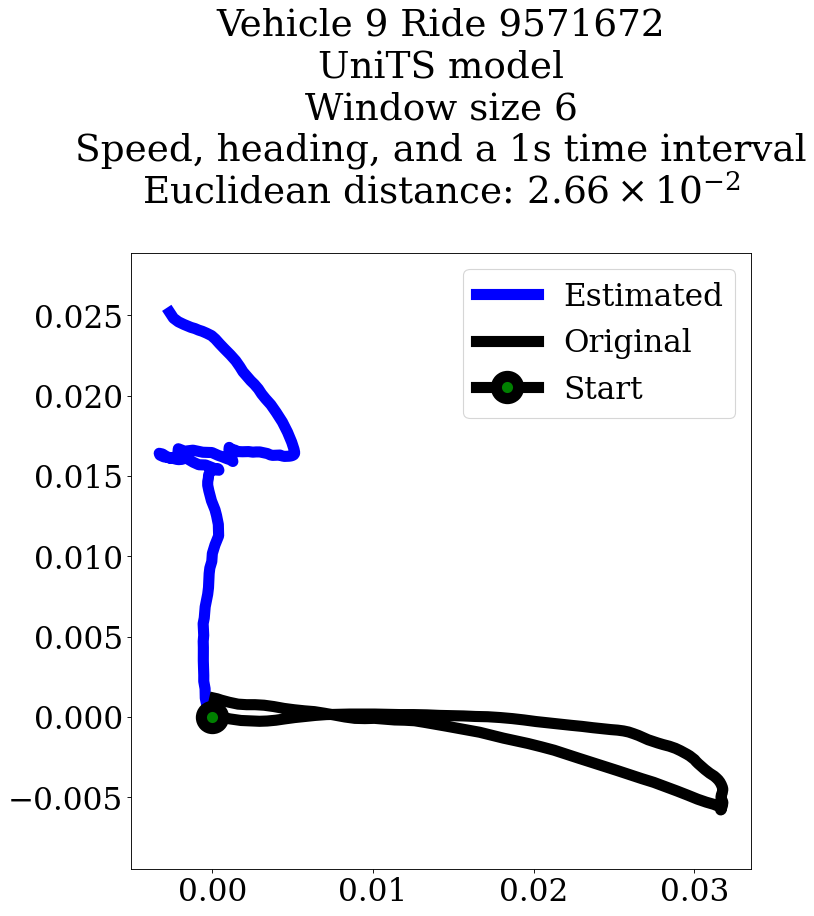 Vehicle 9 Ride 9571672
UniTS model
Window size 6
Speed, heading, and a 1s time interval
Euclidean distance: 2.66 × 10⁻²
Estimated
Original
Start
0.025
0.020
0.015
0.010
0.005
0.000
−0.005
0.00 0.01 0.02 0.03